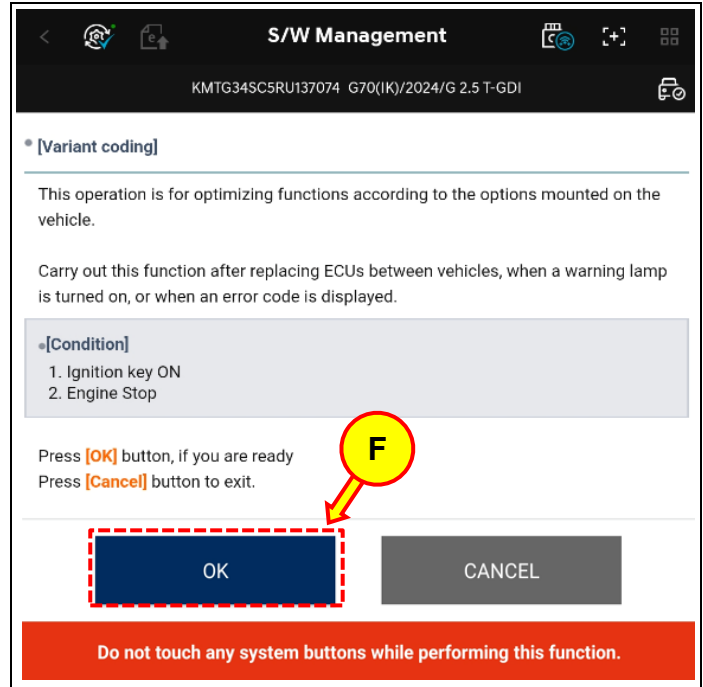 S/W Management
KMTG34SC5RU137074 G70(IK)/2024/G 2.5 T-GDI
[Variant coding]
This operation is for optimizing functions according to the options mounted on the
vehicle.
Carry out this function after replacing ECUs between vehicles, when a warning lamp
is turned on, or when an error code is displayed.
[Condition]
1. Ignition key ON
2. Engine Stop
Press [OK] button, if you are ready
Press [Cancel] button to exit.
F
OK
CANCEL
Do not touch any system buttons while performing this function.